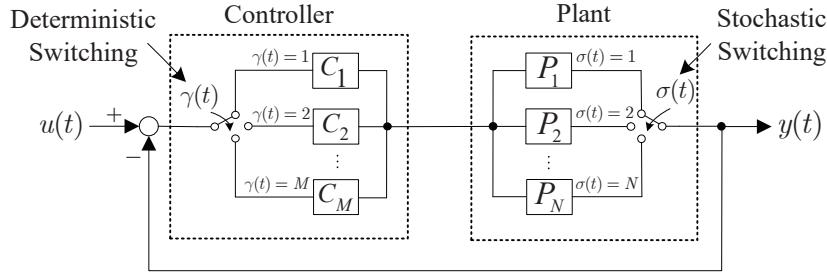 Deterministic
Switching
Controller
Plant
Stochastic
Switching
γ(t)
γ(t) = 1
C1
γ(t) = 2
C2
⋮
γ(t) = M
CM
P1
σ(t) = 1
P2
σ(t) = 2
⋮
PN
σ(t) = N
σ(t)
u(t)
+
−
y(t)